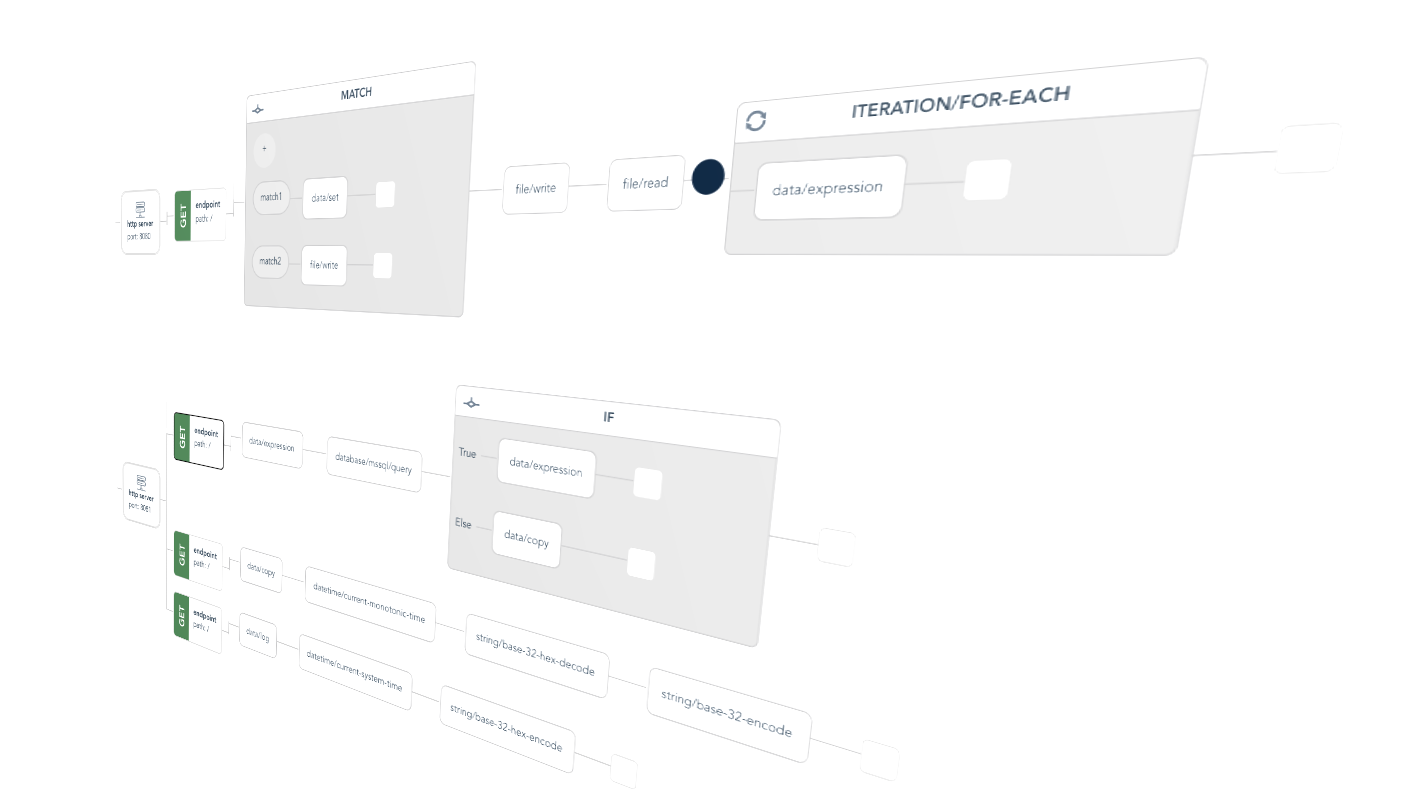 MATCH
+
match1
data/set
match2
file/write
http server
port: 8080
GET
endpoint
path: /
file/write
file/read
ITERATION/FOR-EACH
data/expression
http server
port: 8081
GET
endpoint
path: /
data/expression
database/mssql/query
IF
True
data/expression
Else
data/copy
GET
endpoint
path: /
data/copy
datetime/current-monotonic-time
string/base-32-hex-decode
string/base-32-encode
GET
endpoint
path: /
data/log
datetime/current-system-time
string/base-32-hex-encode